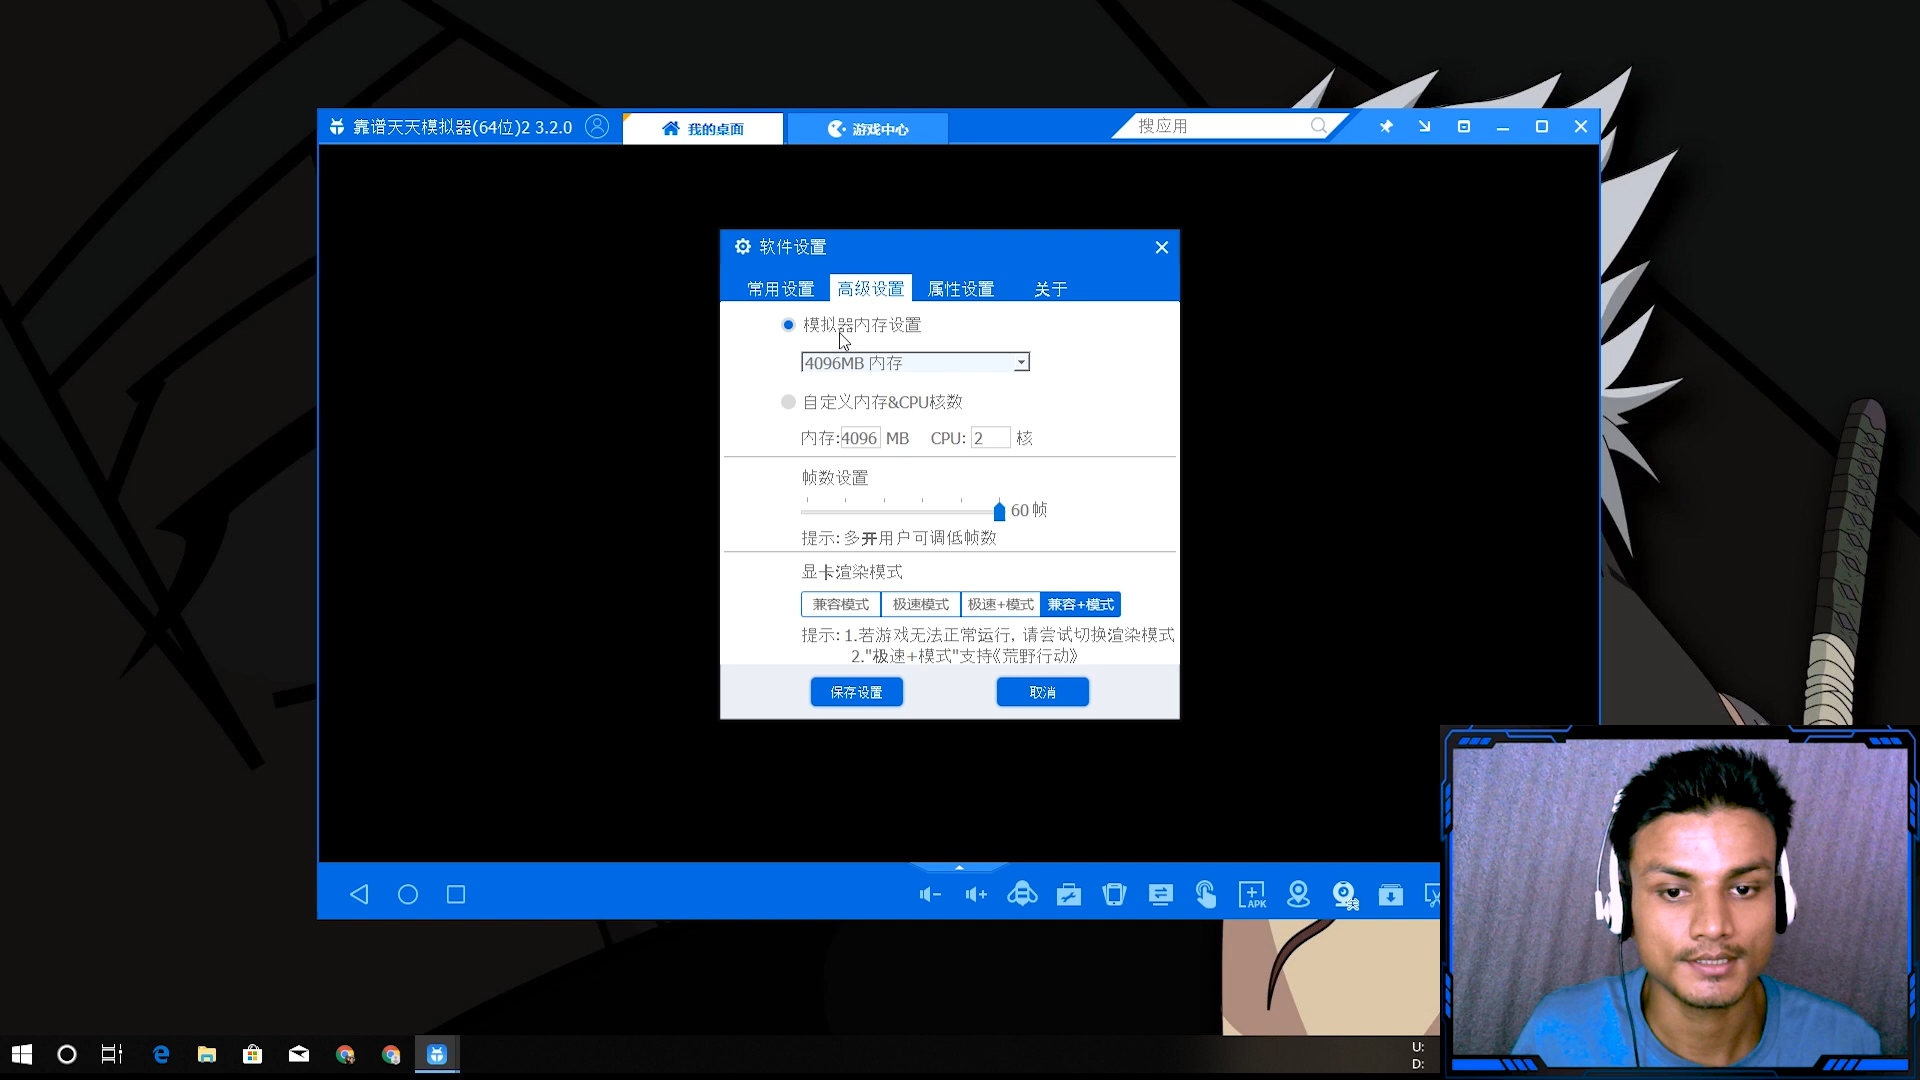 靠谱天天模拟器(64位)2 3.2.0
我的桌面
游戏中心
搜应用
软件设置
常用设置 高级设置 属性设置 关于
模拟器内存设置
4096MB 内存
自定义内存&CPU核数
内存:4096 MB CPU: 2 核
帧数设置
60 帧
提示: 多开用户可调低帧数
显卡渲染模式
兼容模式 极速模式 极速+模式 兼容+模式
提示: 1.若游戏无法正常运行, 请尝试切换渲染模式
2."极速+模式"支持《荒野行动》
保存设置 取消
APK
U:
D: